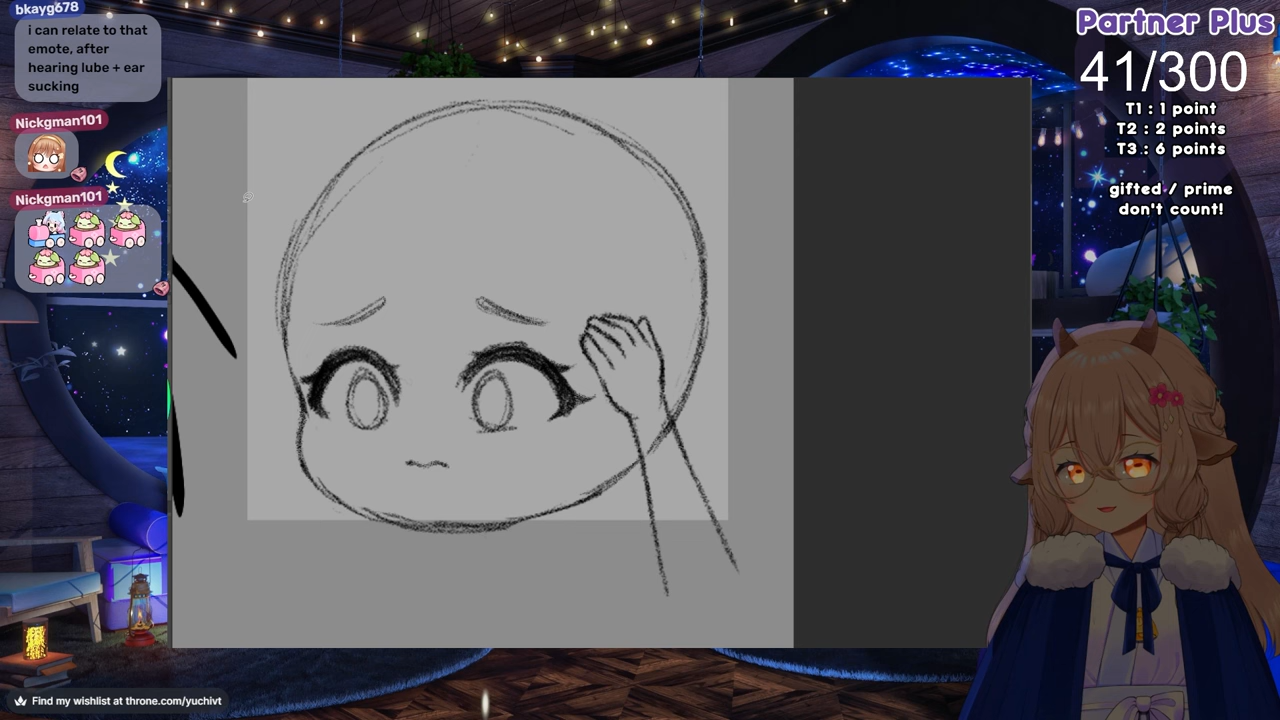 bkayg678
i can relate to that
emote, after
hearing lube + ear
sucking
Nickgman101
Nickgman101
Partner Plus
41/300
T1 : 1 point
T2 : 2 points
T3 : 6 points
gifted / prime
don't count!
Find my wishlist at throne.com/yuchivt